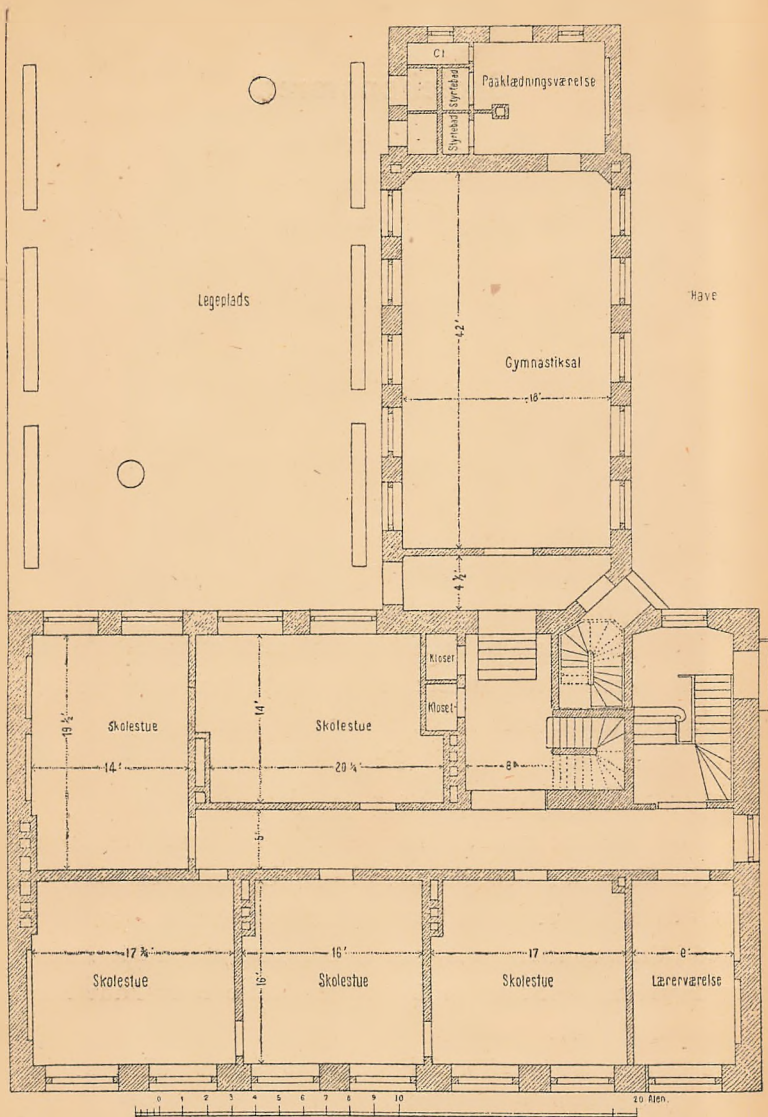 Cl
Styrtebad
Styrtebad
Paaklædningsværelse
42'
Legeplads
Have
Gymnastiksal
18'
4 ½'
Kloset
Kloset
19 ½'
Skolestue
14'
14'
Skolestue
20 ¼'
8'
5'
17 ¾'
Skolestue
16'
16'
Skolestue
17
Skolestue
8'
Lærerværelse
0 1 2 3 4 5 6 7 8 9 10 20 Alen.